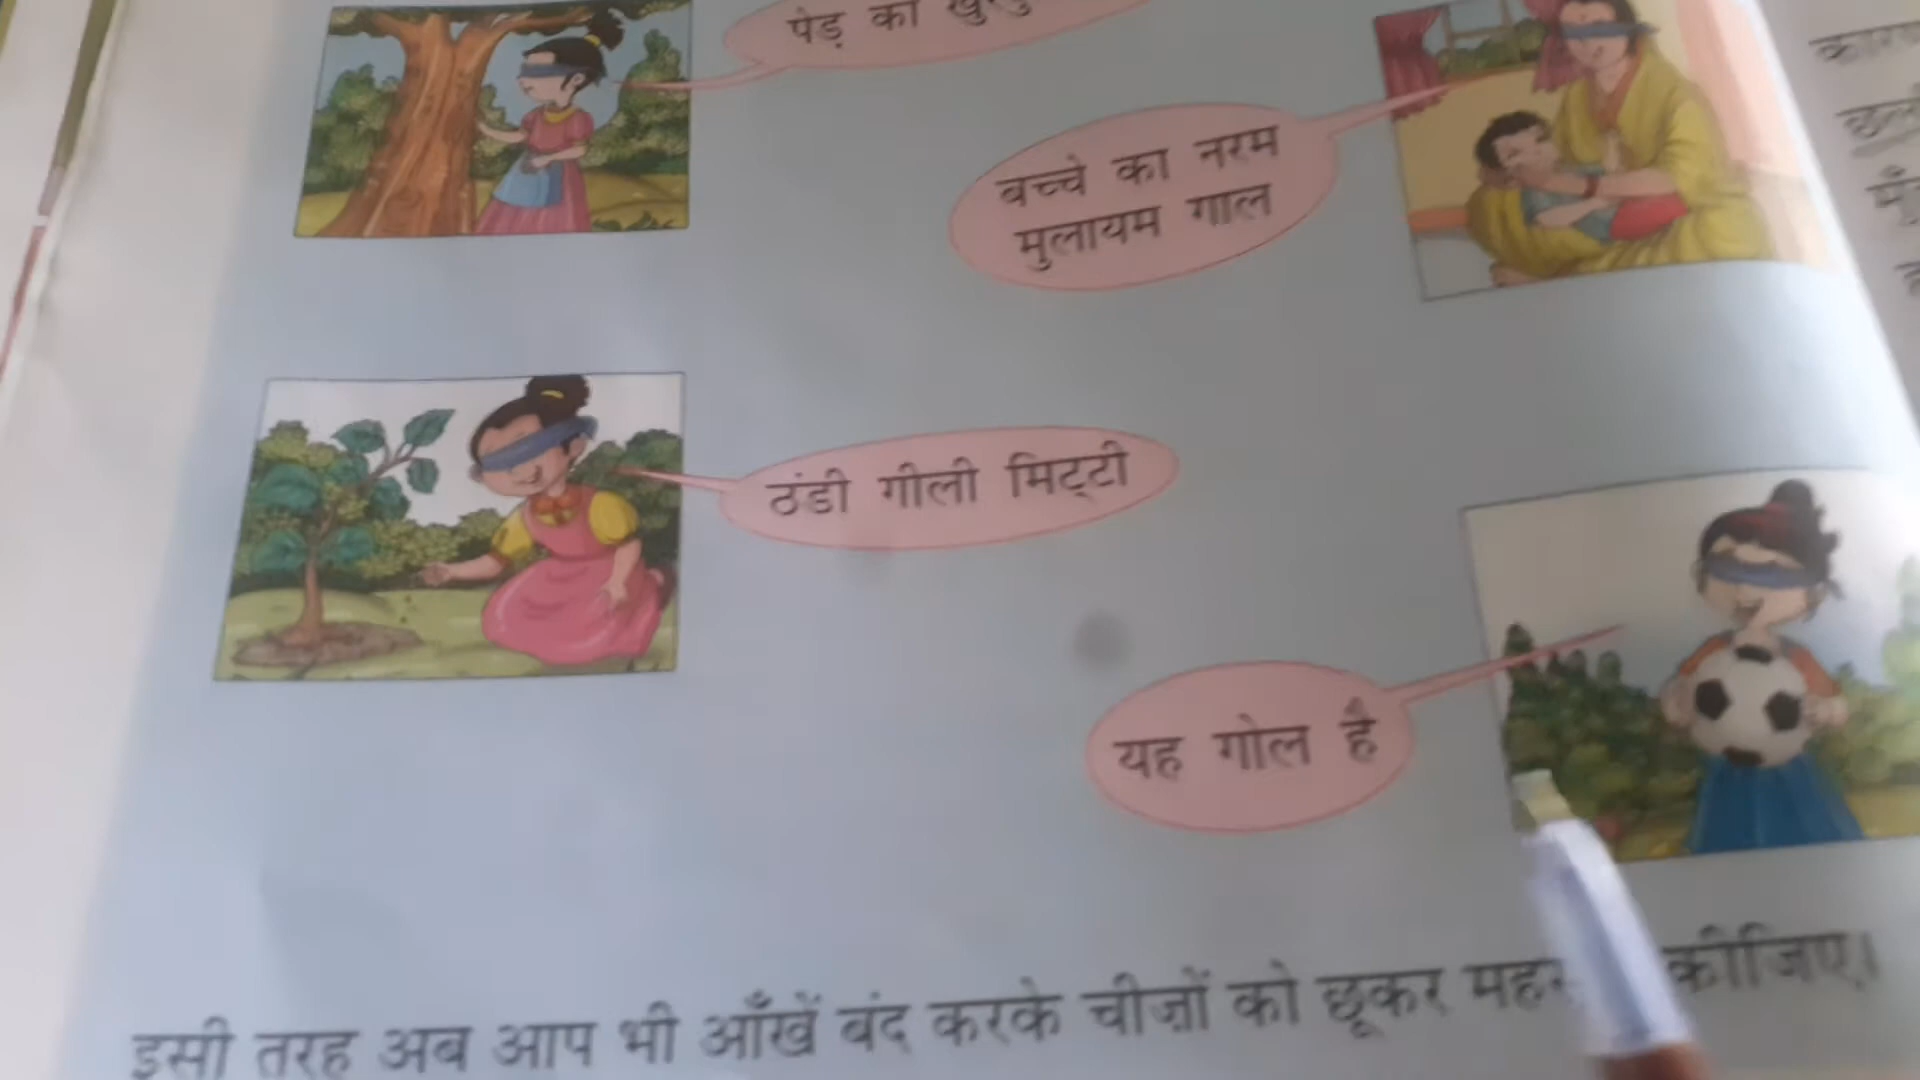 पेड़ का
बच्चे का नरम
मुलायम गाल
ठंडी गीली मिट्टी
यह गोल है
इसी तरह अब आप भी आँखें बंद करके चीज़ों को छूकर कीजिए।